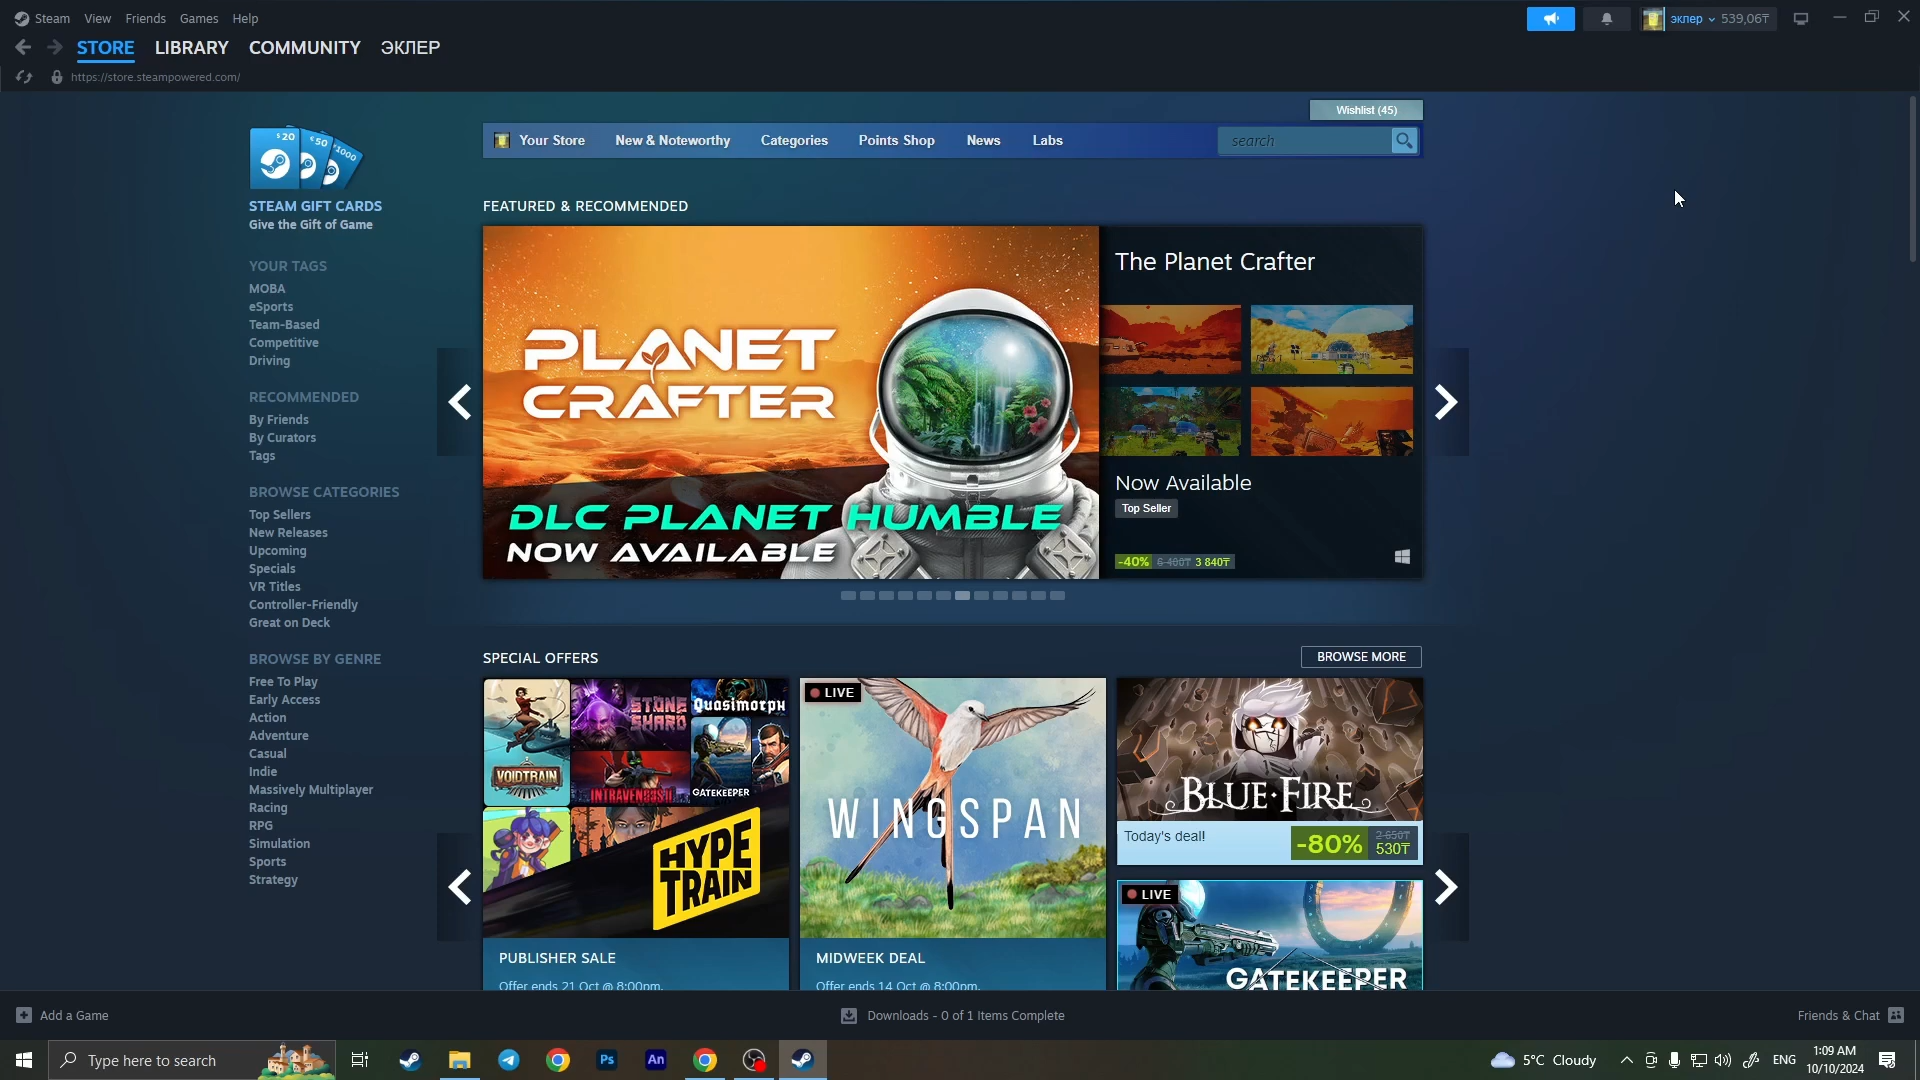 Steam View Friends Games Help
эклер 539,06₸
STORE LIBRARY COMMUNITY ЭКЛЕР
https://store.steampowered.com/
Wishlist (45)
Your Store New & Noteworthy Categories Points Shop News Labs search
$20 €50 ¥1000
STEAM GIFT CARDS
Give the Gift of Game
YOUR TAGS
MOBA
eSports
Team-Based
Competitive
Driving
RECOMMENDED
By Friends
By Curators
Tags
BROWSE CATEGORIES
Top Sellers
New Releases
Upcoming
Specials
VR Titles
Controller-Friendly
Great on Deck
BROWSE BY GENRE
Free To Play
Early Access
Action
Adventure
Casual
Indie
Massively Multiplayer
Racing
RPG
Simulation
Sports
Strategy
FEATURED & RECOMMENDED
PLANET
CRAFTER
DLC PLANET HUMBLE
NOW AVAILABLE
The Planet Crafter
Now Available
Top Seller
-40% 6 400₸ 3 840₸
SPECIAL OFFERS
BROWSE MORE
STONE
SHARD
Quasimorph
VOIDTRAIN
INTRAVENOUS II
GATEKEEPER
HYPE
TRAIN
PUBLISHER SALE
Offer ends 21 Oct @ 8:00pm.
LIVE
WINGSPAN
MIDWEEK DEAL
Offer ends 14 Oct @ 8:00pm.
BLUE·FIRE
Today's deal!
-80%
2 650₸
530₸
LIVE
GATEKEEPER
Add a Game
Downloads - 0 of 1 Items Complete
Friends & Chat
Type here to search
Ps
An
5°C Cloudy
ENG
1:09 AM
10/10/2024